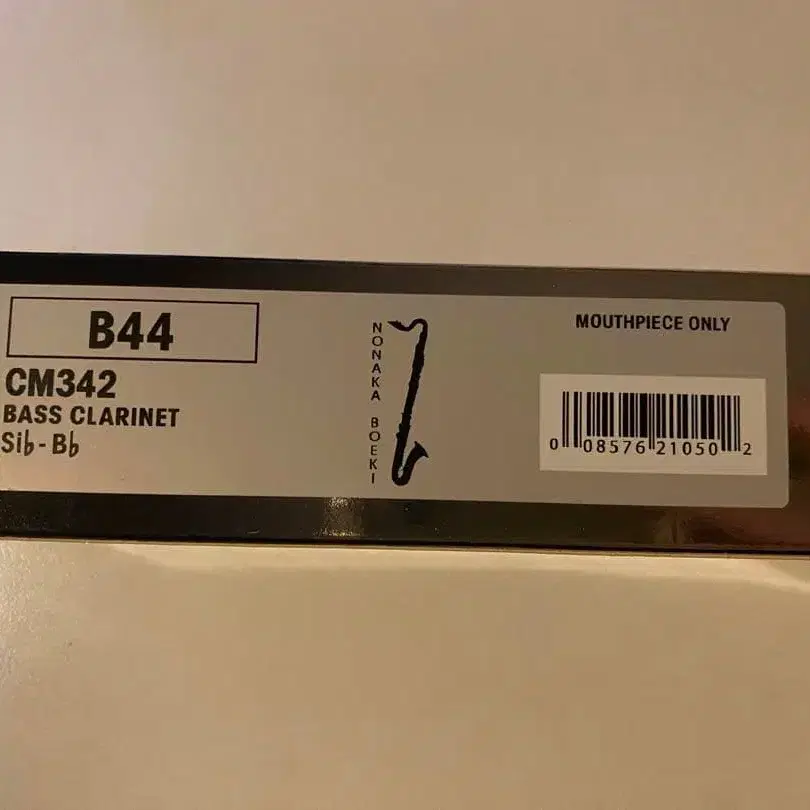 B44
CM342
BASS CLARINET
Sib - Bb
NONAKA BOEKI
MOUTHPIECE ONLY
0 08576 21050 2